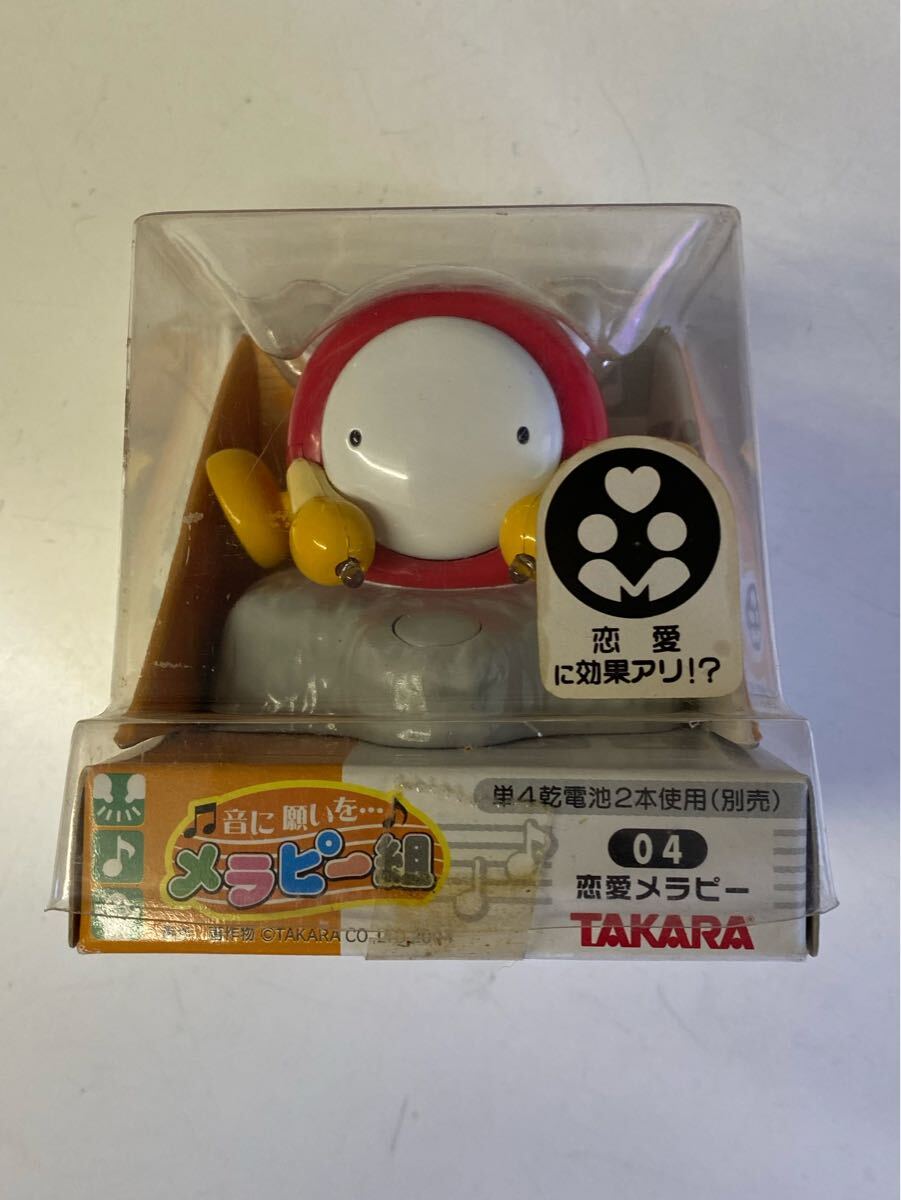 恋愛
に効果アリ!?
音に願いを…
メラピー組
単4乾電池2本使用(別売)
04
恋愛メラピー
TAKARA
©TAKARA CO.